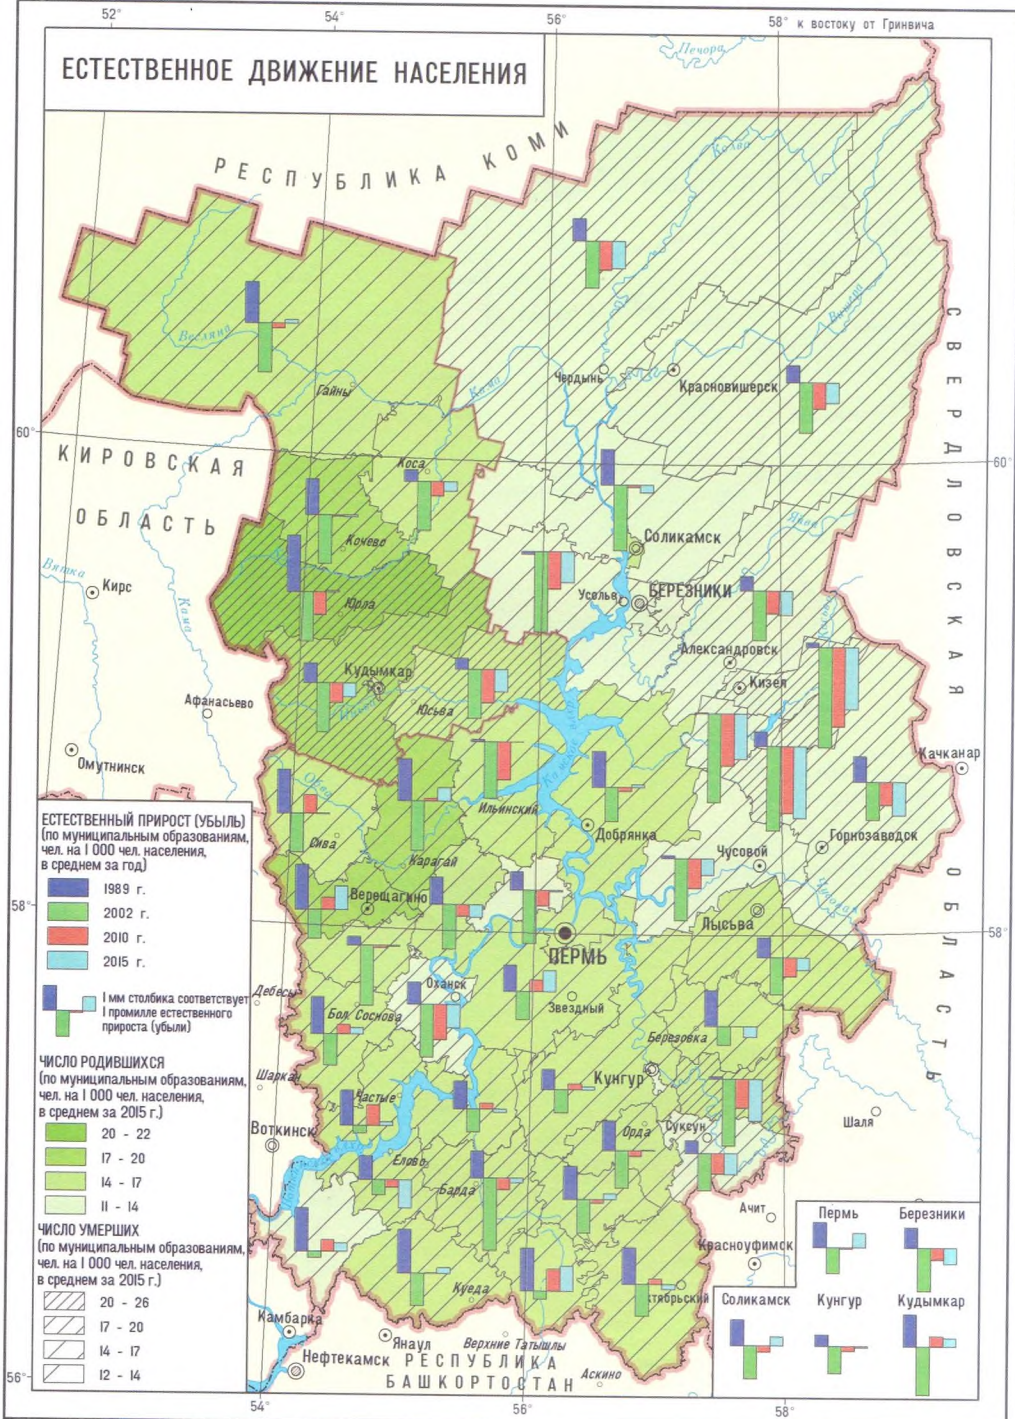 52°
54°
56°
58° к востоку от Гринвича
ЕСТЕСТВЕННОЕ ДВИЖЕНИЕ НАСЕЛЕНИЯ
Печора
РЕСПУБЛИКА КОМИ
Колва
Вишера
Весляна
Гайны
Кама
Чердынь
Красновишерск
СВЕРДЛОВСКАЯ ОБЛАСТЬ
60°
60°
КИРОВСКАЯ
ОБЛАСТЬ
Коса
Кочёво
Соликамск
Яйва
Вятка
Кирс
Кама
Юрла
Усолье
БЕРЕЗНИКИ
Александровск
Кизел
Кудымкар
Иньва
Юсьва
Афанасьево
Омутнинск
Качканар
Обва
Ильинский
Добрянка
Горнозаводск
Сива
Карагай
Чусовой
Верещагино
Лысьва
58°
58°
ПЕРМЬ
Оханск
Звездный
Дебесы
Бол. Соснова
Березовка
Шаркан
Частые
Кунгур
Шаля
Воткинск
Орда
Суксун
Елово
Барда
Ачит
Красноуфимск
Куеда
ктябрьский
Камбарка
Янаул
Верхние Татышлы
Нефтекамск
РЕСПУБЛИКА
БАШКОРТОСТАН
Аскино
ЕСТЕСТВЕННЫЙ ПРИРОСТ (УБЫЛЬ)
(по муниципальным образованиям,
чел. на 1 000 чел. населения,
в среднем за год)
1989 г.
2002 г.
2010 г.
2015 г.
1 мм столбика соответствует
1 промилле естественного
прироста (убыли)
ЧИСЛО РОДИВШИХСЯ
(по муниципальным образованиям,
чел. на 1 000 чел. населения,
в среднем за 2015 г.)
20 - 22
17 - 20
14 - 17
11 - 14
ЧИСЛО УМЕРШИХ
(по муниципальным образованиям,
чел. на 1 000 чел. населения,
в среднем за 2015 г.)
20 - 26
17 - 20
14 - 17
12 - 14
Пермь
Березники
Соликамск
Кунгур
Кудымкар
56°
54°
56°
58°